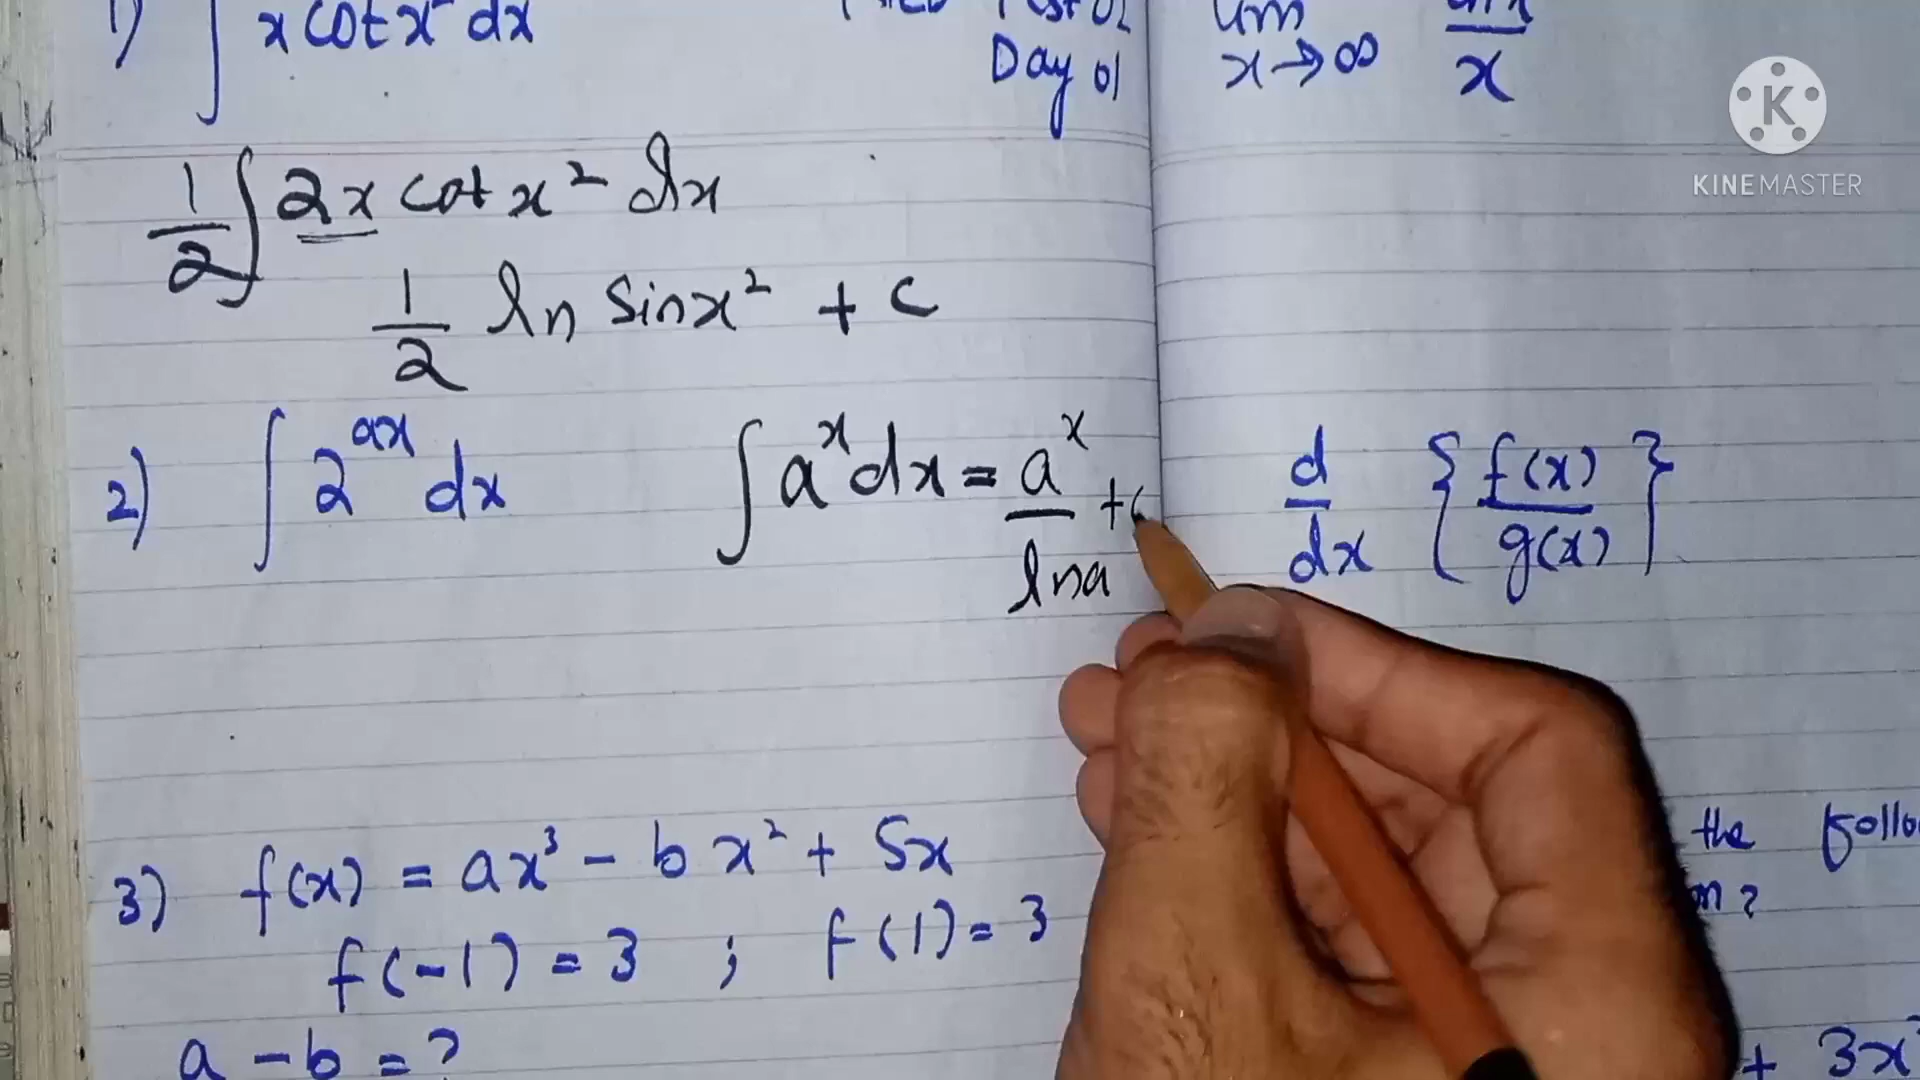 1) ∫ x cot x² dx
Day 01
lim x→∞ /x
1/2 ∫ 2x cot x² dx
1/2 ln sin x² + c
2) ∫ 2^ax dx
∫ a^x dx = a^x/ln a + c
d/dx { f(x)/g(x) }
3) f(x) = ax³ - bx² + 5x
f(-1) = 3 ; f(1) = 3
a - b = ?
the
+ 3x²
K
KINEMASTER